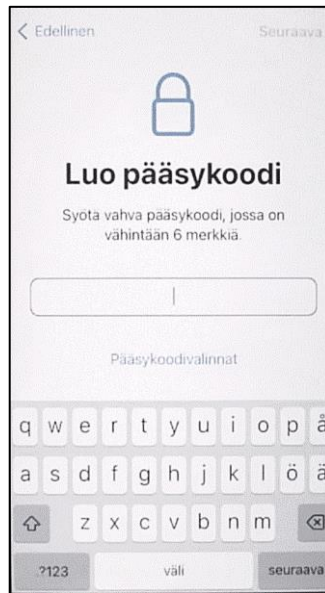 Edellinen Seuraava
Luo pääsykoodi
Syötä vahva pääsykoodi, jossa on
vähintään 6 merkkiä.
Pääsykoodivalinnat
q w e r t y u i o p å
a s d f g h j k l ö ä
z x c v b n m
.?123 väli seuraava